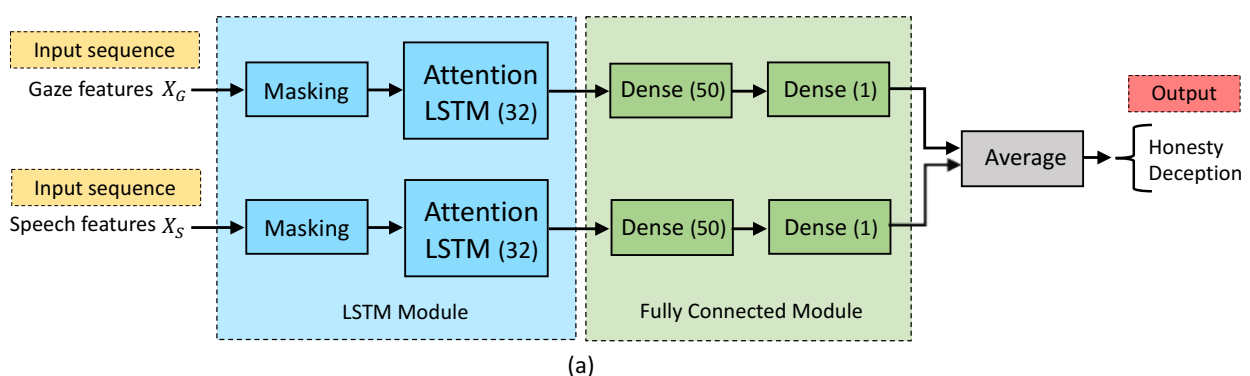 Input sequence
Gaze features X_G
Masking
Attention
LSTM (32)
Dense (50)
Dense (1)
Input sequence
Speech features X_S
Masking
Attention
LSTM (32)
Dense (50)
Dense (1)
Average
Output
Honesty
Deception
LSTM Module
Fully Connected Module
(a)